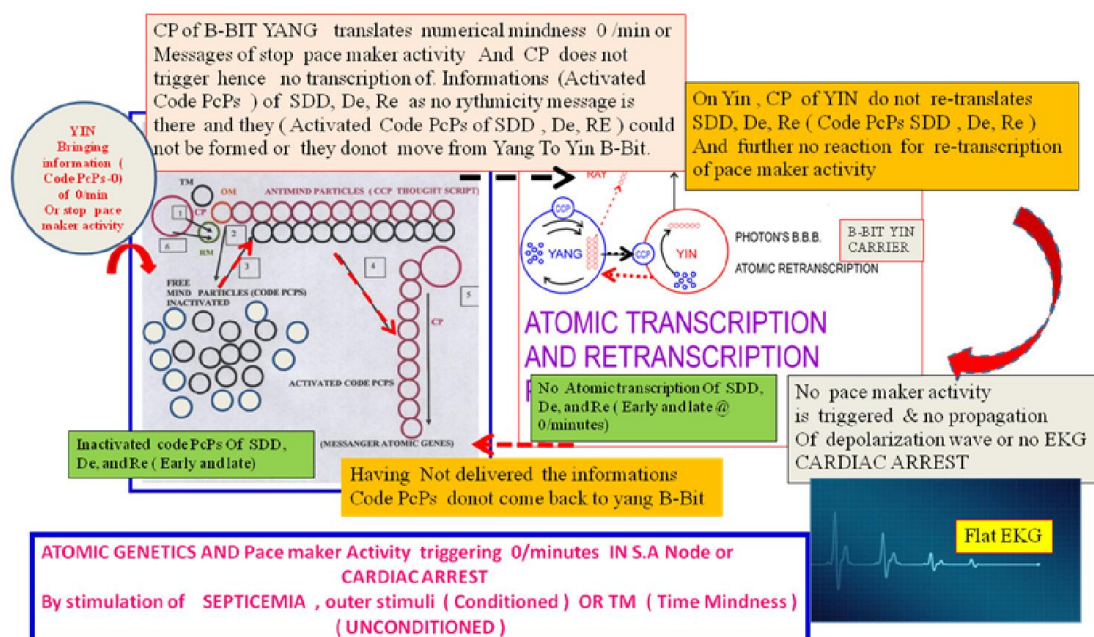 CP of B-BIT YANG translates numerical mindness 0 /min or
Messages of stop pace maker activity And CP does not
trigger hence no transcription of. Informations (Activated
Code PcPs ) of SDD, De, Re as no rythmicity message is
there and they ( Activated Code PcPs of SDD , De, RE ) could
not be formed or they donot move from Yang To Yin B-Bit.
On Yin , CP of YIN do not re-translates
SDD, De, Re ( Code PcPs SDD , De, Re )
And further no reaction for re-transcription
of pace maker activity
YIN
Bringing
information (
Code PcPs-0)
of 0/min
Or stop pace
maker activity
TM
OM
ANTIMIND PARTICLES ( CCP THOUGHT SCRIPT)
1
CP
2
6
RM
3
4
5
CP
FREE
MIND PARTICLES (CODE PCPS)
INACTIVATED
ACTIVATED CODE PCPS
(MESSANGER ATOMIC GENES)
RAY
CCP
YANG
CCP
YIN
PHOTON'S B.B.B.
ATOMIC RETRANSCRIPTION
B-BIT YIN
CARRIER
ATOMIC TRANSCRIPTION
AND RETRANSCRIPTION
No Atomic transcription Of SDD,
De, and Re ( Early and late @
0/minutes)
Inactivated code PcPs Of SDD,
De, and Re ( Early and late)
Having Not delivered the informations
Code PcPs donot come back to yang B-Bit
No pace maker activity
is triggered & no propagation
Of depolarization wave or no EKG
CARDIAC ARREST
Flat EKG
ATOMIC GENETICS AND Pace maker Activity triggering 0/minutes IN S.A Node or
CARDIAC ARREST
By stimulation of SEPTICEMIA , outer stimuli ( Conditioned ) OR TM ( Time Mindness )
( UNCONDITIONED )